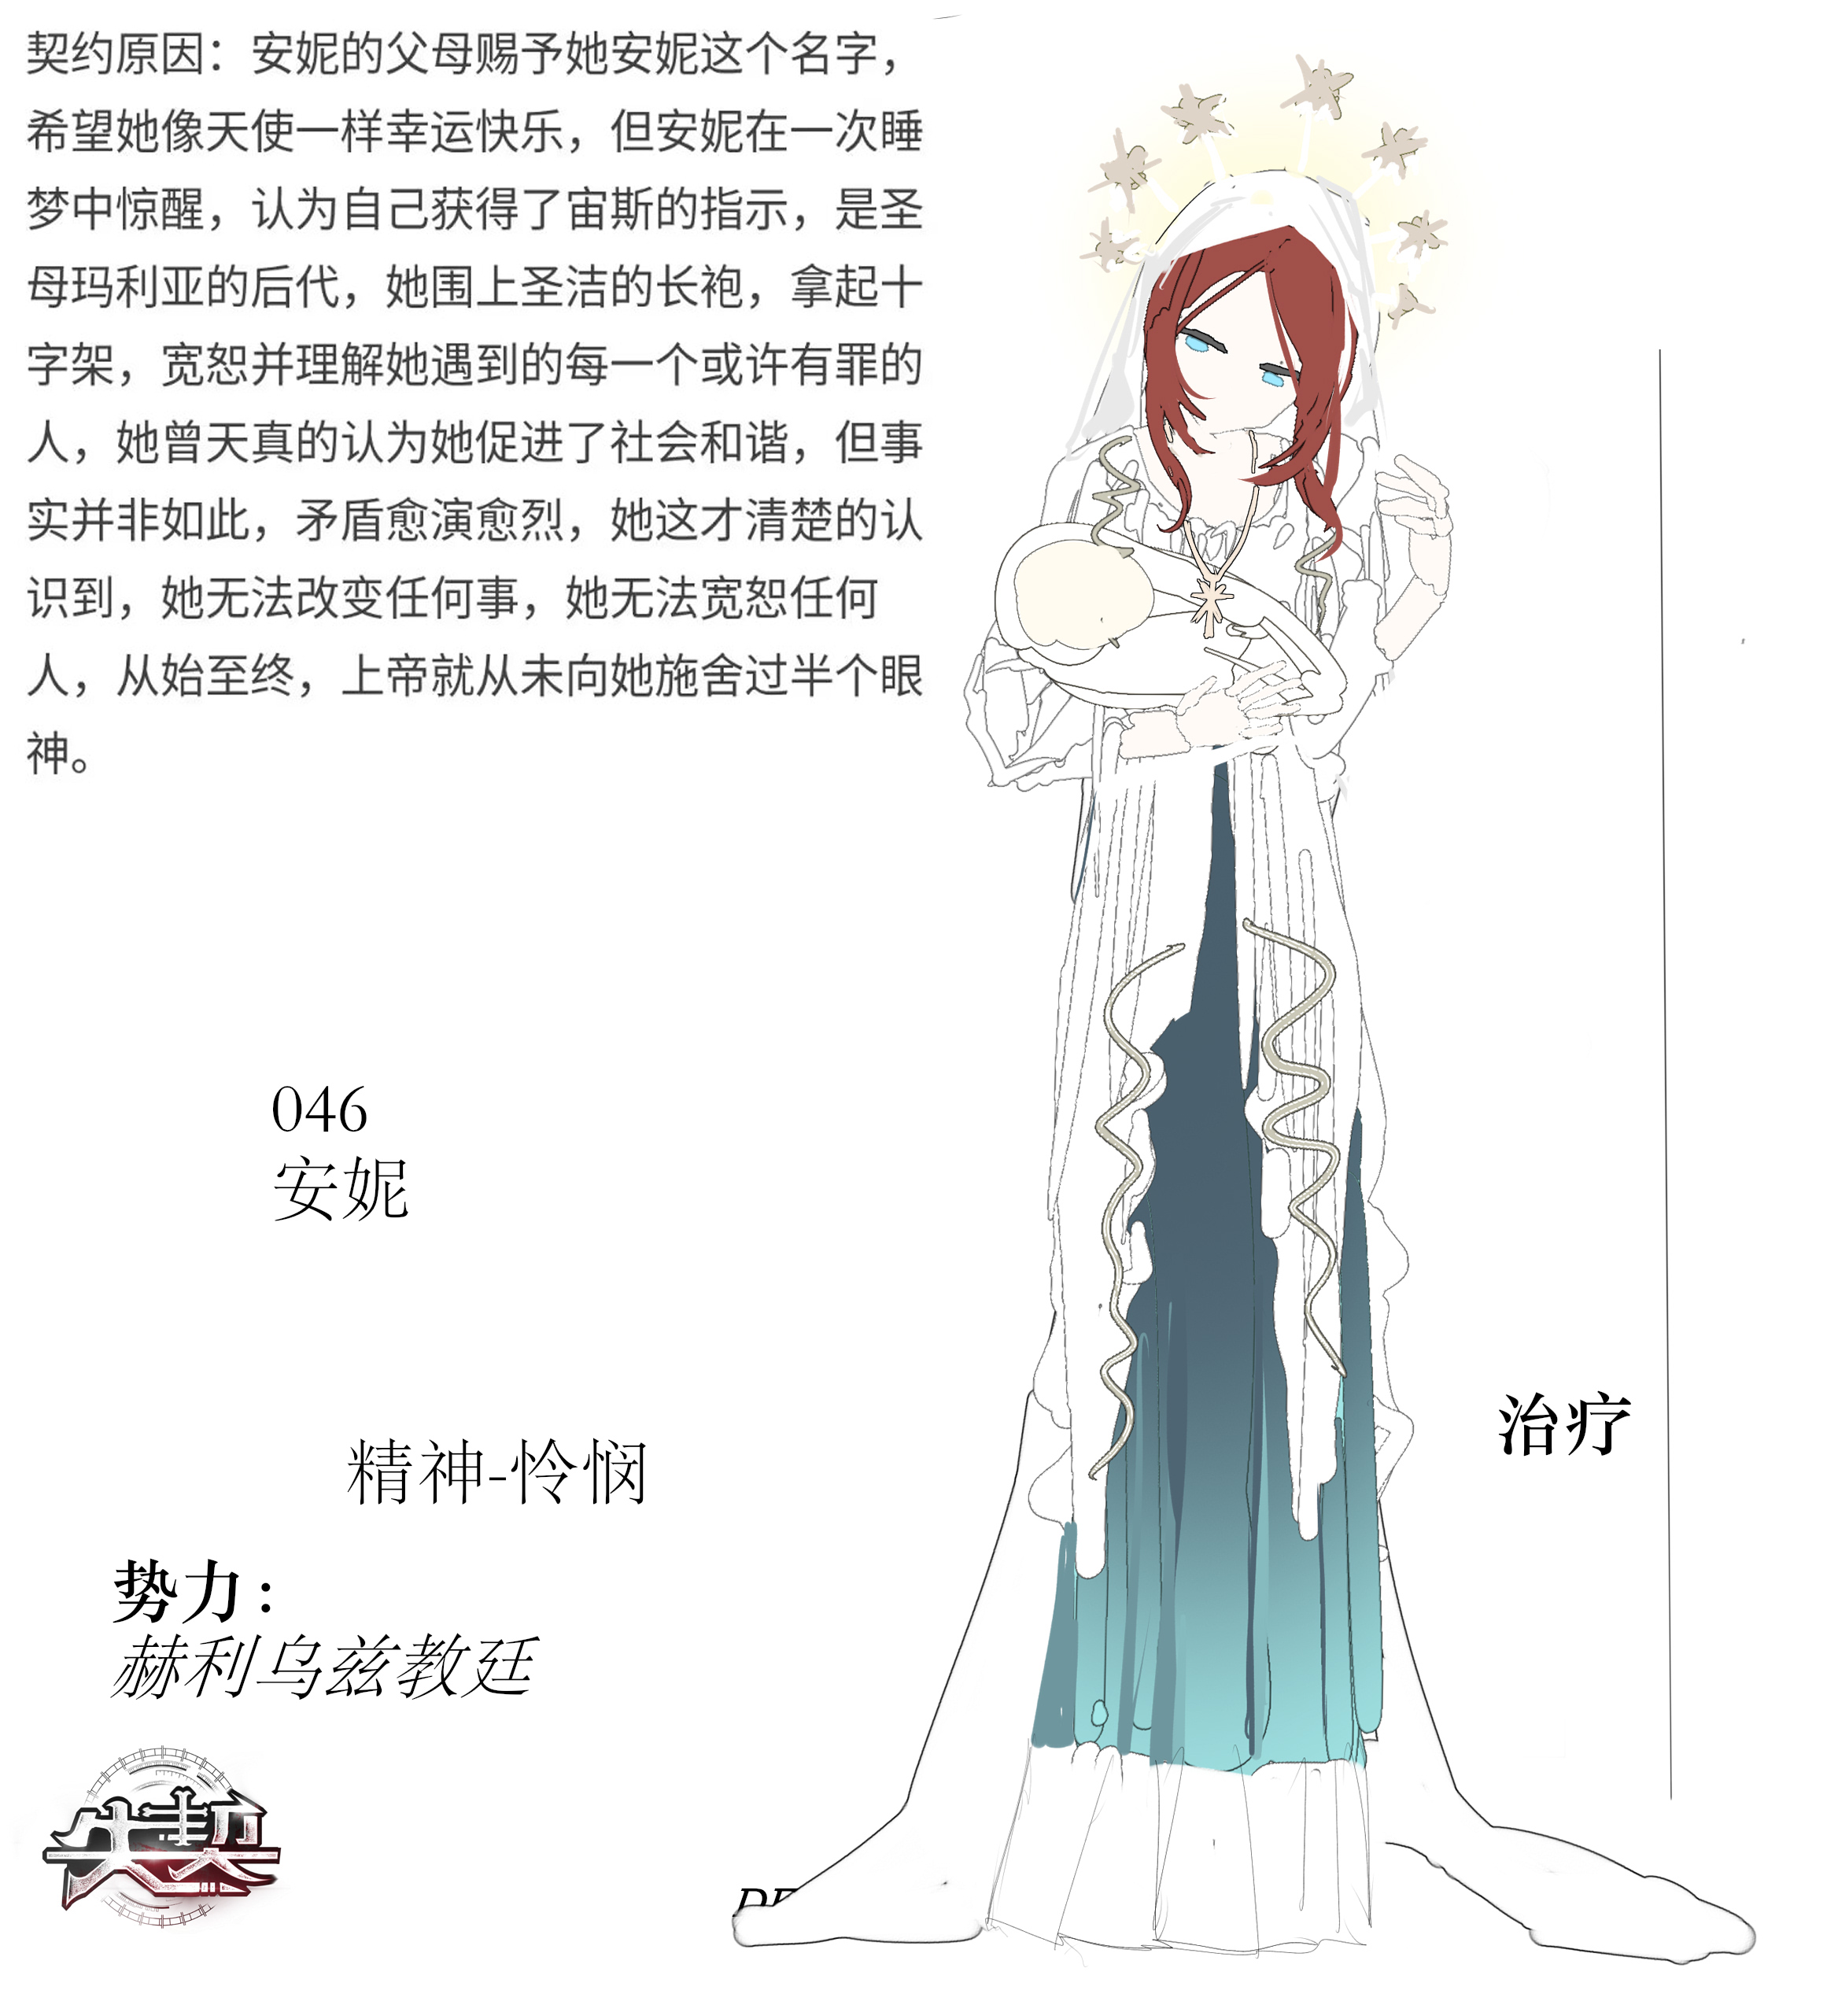 契约原因：安妮的父母赐予她安妮这个名字，
希望她像天使一样幸运快乐，但安妮在一次睡
梦中惊醒，认为自己获得了宙斯的指示，是圣
母玛利亚的后代，她围上圣洁的长袍，拿起十
字架，宽恕并理解她遇到的每一个或许有罪的
人，她曾天真的认为她促进了社会和谐，但事
实并非如此，矛盾愈演愈烈，她这才清楚的认
识到，她无法改变任何事，她无法宽恕任何
人，从始至终，上帝就从未向她施舍过半个眼
神。
046
安妮
精神-怜悯
治疗
势力：
赫利乌兹教廷
失契